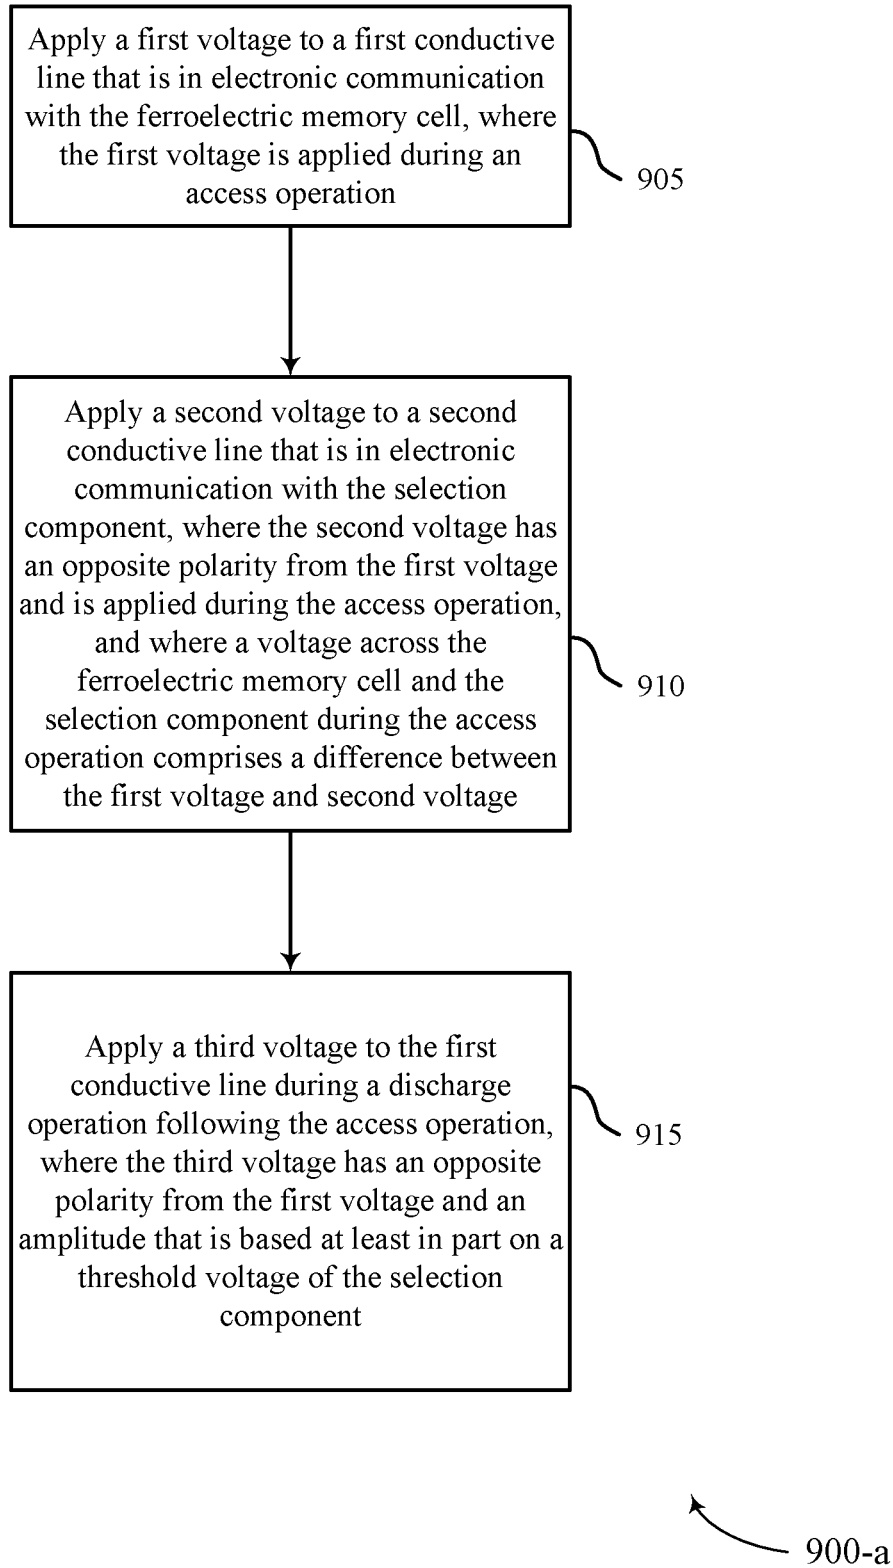 Apply a first voltage to a first conductive
line that is in electronic communication
with the ferroelectric memory cell, where
the first voltage is applied during an
access operation
905
Apply a second voltage to a second
conductive line that is in electronic
communication with the selection
component, where the second voltage has
an opposite polarity from the first voltage
and is applied during the access operation,
and where a voltage across the
ferroelectric memory cell and the
selection component during the access
operation comprises a difference between
the first voltage and second voltage
910
Apply a third voltage to the first
conductive line during a discharge
operation following the access operation,
where the third voltage has an opposite
polarity from the first voltage and an
amplitude that is based at least in part on a
threshold voltage of the selection
component
915
900-a